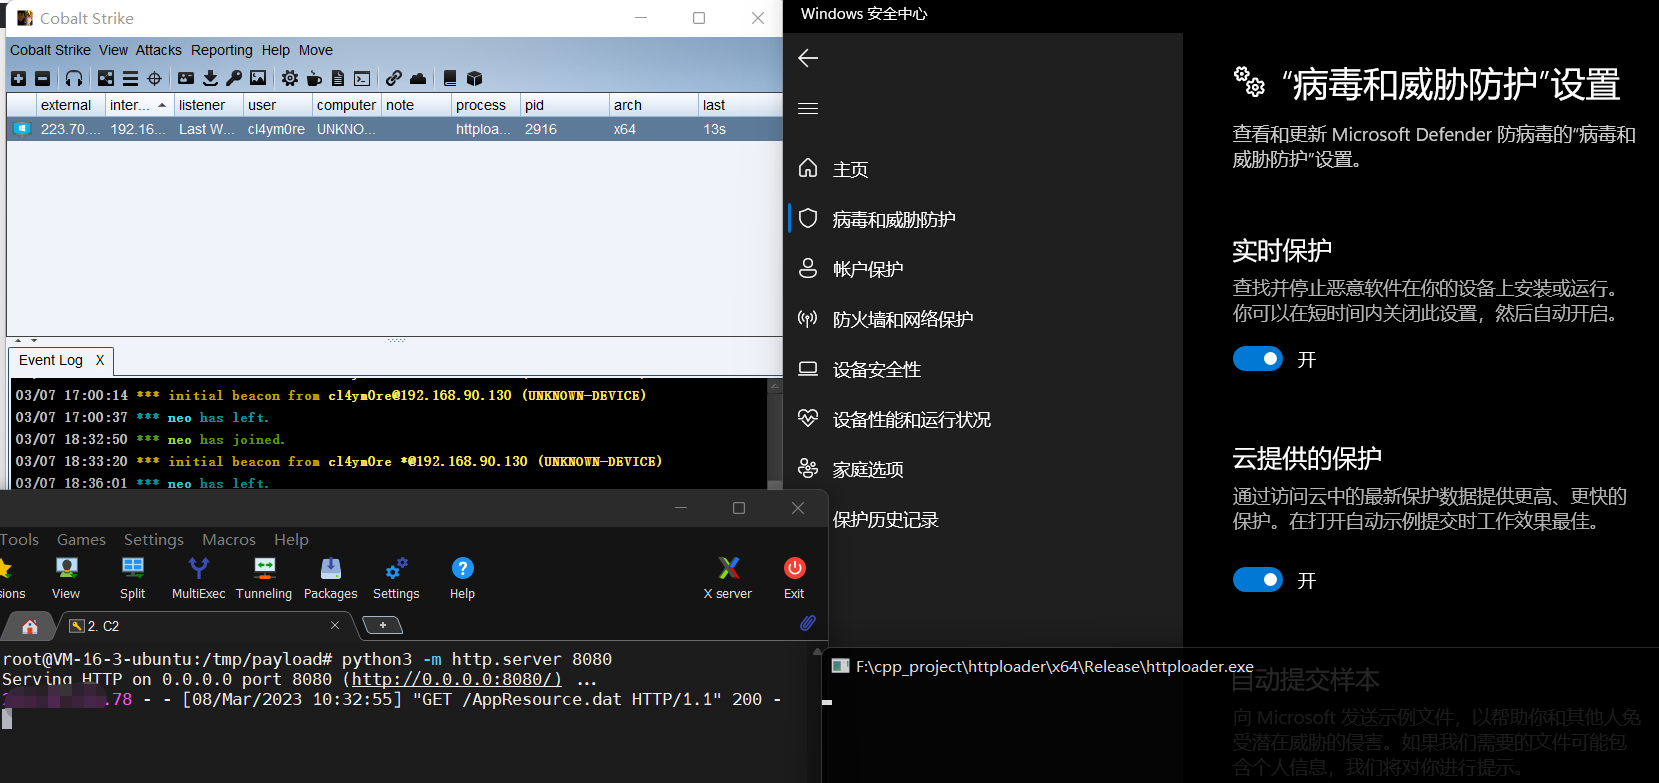 Cobalt Strike
Cobalt Strike View Attacks Reporting Help Move
external inter... listener user computer note process pid arch last
223.70.... 192.16... Last W... cl4ym0re UNKNO... httploa... 2916 x64 13s
Event Log X
03/07 17:00:14 *** initial beacon from cl4ym0re@192.168.90.130 (UNKNOWN-DEVICE)
03/07 17:00:37 *** neo has left.
03/07 18:32:50 *** neo has joined.
03/07 18:33:20 *** initial beacon from cl4ym0re *@192.168.90.130 (UNKNOWN-DEVICE)
03/07 18:36:01 *** neo has left.
Tools Games Settings Macros Help
sions View Split MultiExec Tunneling Packages Settings Help X server Exit
2. C2
root@VM-16-3-ubuntu:/tmp/payload# python3 -m http.server 8080
Serving HTTP on 0.0.0.0 port 8080 (http://0.0.0.0:8080/) ...
.78 - - [08/Mar/2023 10:32:55] "GET /AppResource.dat HTTP/1.1" 200 -
Windows 安全中心
主页
病毒和威胁防护
帐户保护
防火墙和网络保护
设备安全性
设备性能和运行状况
家庭选项
保护历史记录
“病毒和威胁防护”设置
查看和更新 Microsoft Defender 防病毒的“病毒和
威胁防护”设置。
实时保护
查找并停止恶意软件在你的设备上安装或运行。
你可以在短时间内关闭此设置，然后自动开启。
开
云提供的保护
通过访问云中的最新保护数据提供更高、更快的
保护。在打开自动示例提交时工作效果最佳。
开
F:\cpp_project\httploader\x64\Release\httploader.exe
自动提交样本
向 Microsoft 发送示例文件，以帮助你和其他人免
受潜在威胁的侵害。如果我们需要的文件可能包
含个人信息，我们将对你进行提示。